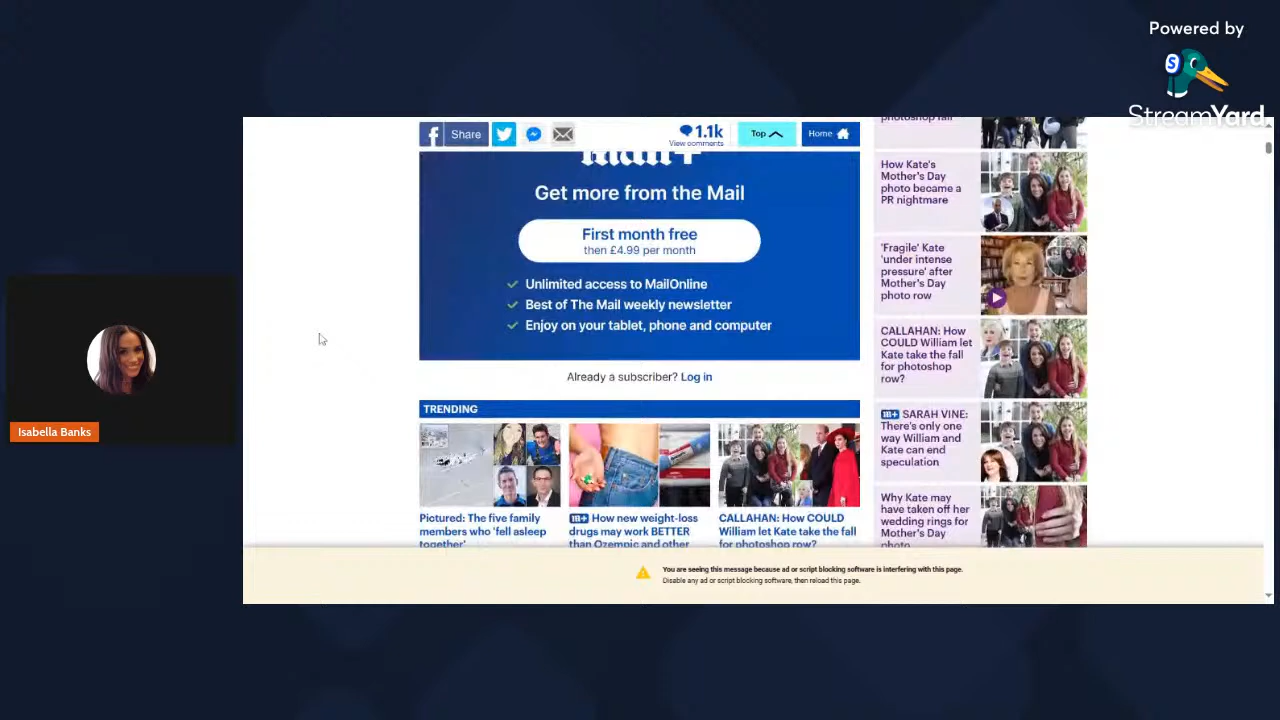 Powered by
StreamYard
Share
1.1k
View comments
Top
Home
mail+
Get more from the Mail
First month free
then £4.99 per month
Unlimited access to MailOnline
Best of The Mail weekly newsletter
Enjoy on your tablet, phone and computer
Already a subscriber? Log in
TRENDING
Pictured: The five family
members who 'fell asleep
together'
m+ How new weight-loss
drugs may work BETTER
than Ozempic and other
CALLAHAN: How COULD
William let Kate take the fall
for photoshop row?
photoshop fail
How Kate's
Mother's Day
photo became a
PR nightmare
'Fragile' Kate
'under intense
pressure' after
Mother's Day
photo row
CALLAHAN: How
COULD William let
Kate take the fall
for photoshop
row?
m+ SARAH VINE:
There's only one
way William and
Kate can end
speculation
Why Kate may
have taken off her
wedding rings for
Mother's Day
photo
Isabella Banks
You are seeing this message because ad or script blocking software is interfering with this page.
Disable any ad or script blocking software, then reload this page.